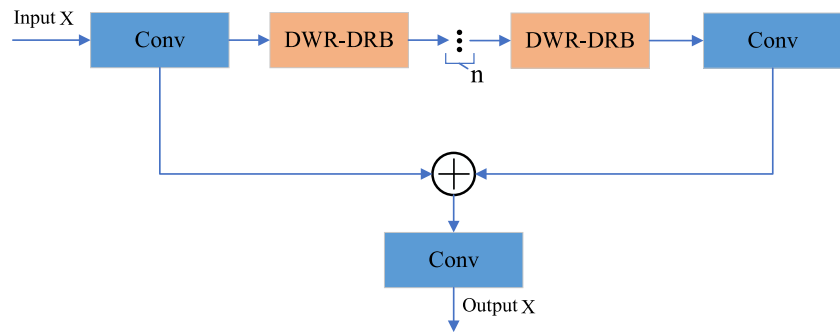 Input X
Conv
DWR-DRB
n
DWR-DRB
Conv
Conv
Output X